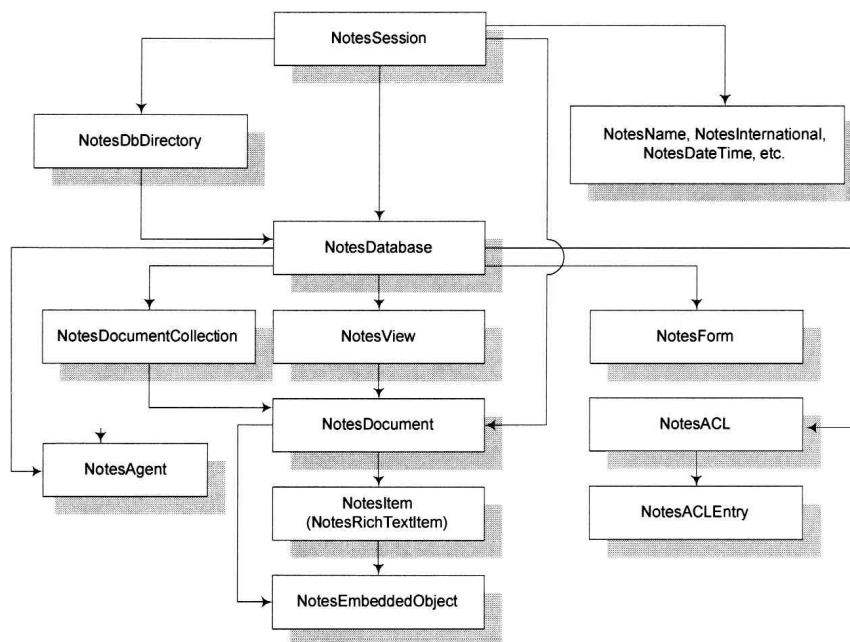 NotesSession
NotesDbDirectory
NotesName, NotesInternational,
NotesDateTime, etc.
NotesDatabase
NotesDocumentCollection
NotesView
NotesForm
NotesDocument
NotesACL
NotesAgent
NotesItem
(NotesRichTextItem)
NotesACLEntry
NotesEmbeddedObject